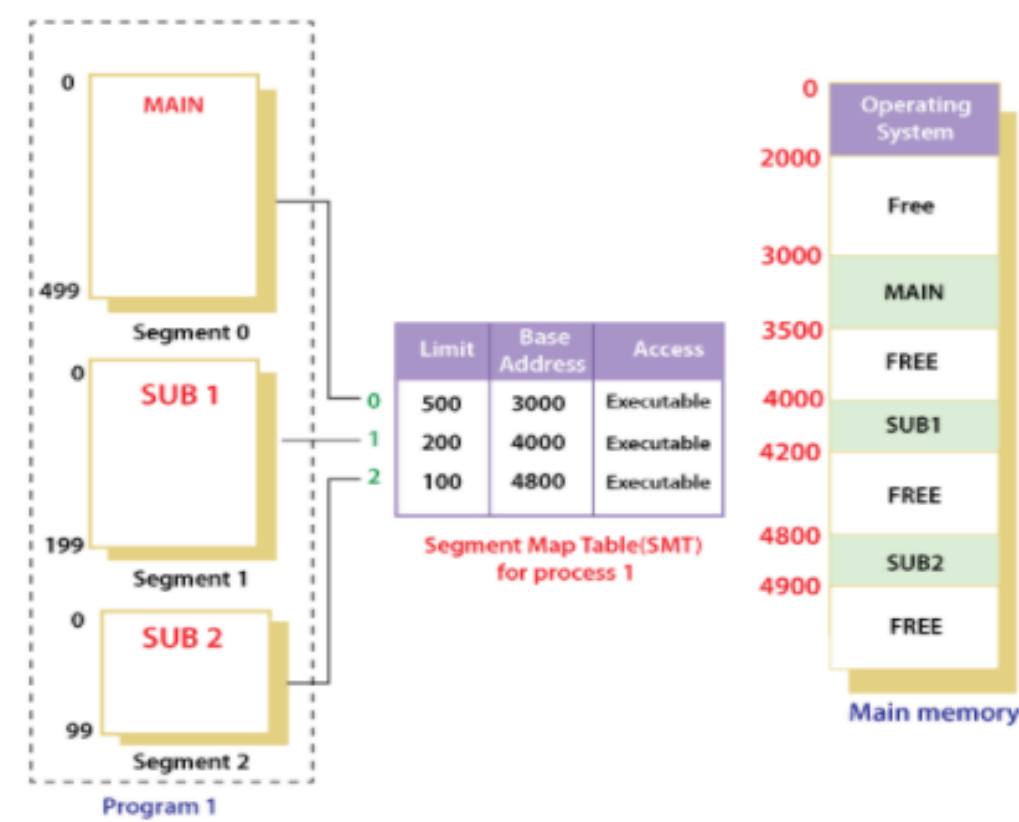 0
MAIN
499
Segment 0
0
SUB 1
199
Segment 1
0
SUB 2
99
Segment 2
Program 1
Limit Base Address Access
0 500 3000 Executable
1 200 4000 Executable
2 100 4800 Executable
Segment Map Table(SMT)
for process 1
0
Operating
System
2000
Free
3000
MAIN
3500
FREE
4000
SUB1
4200
FREE
4800
SUB2
4900
FREE
Main memory